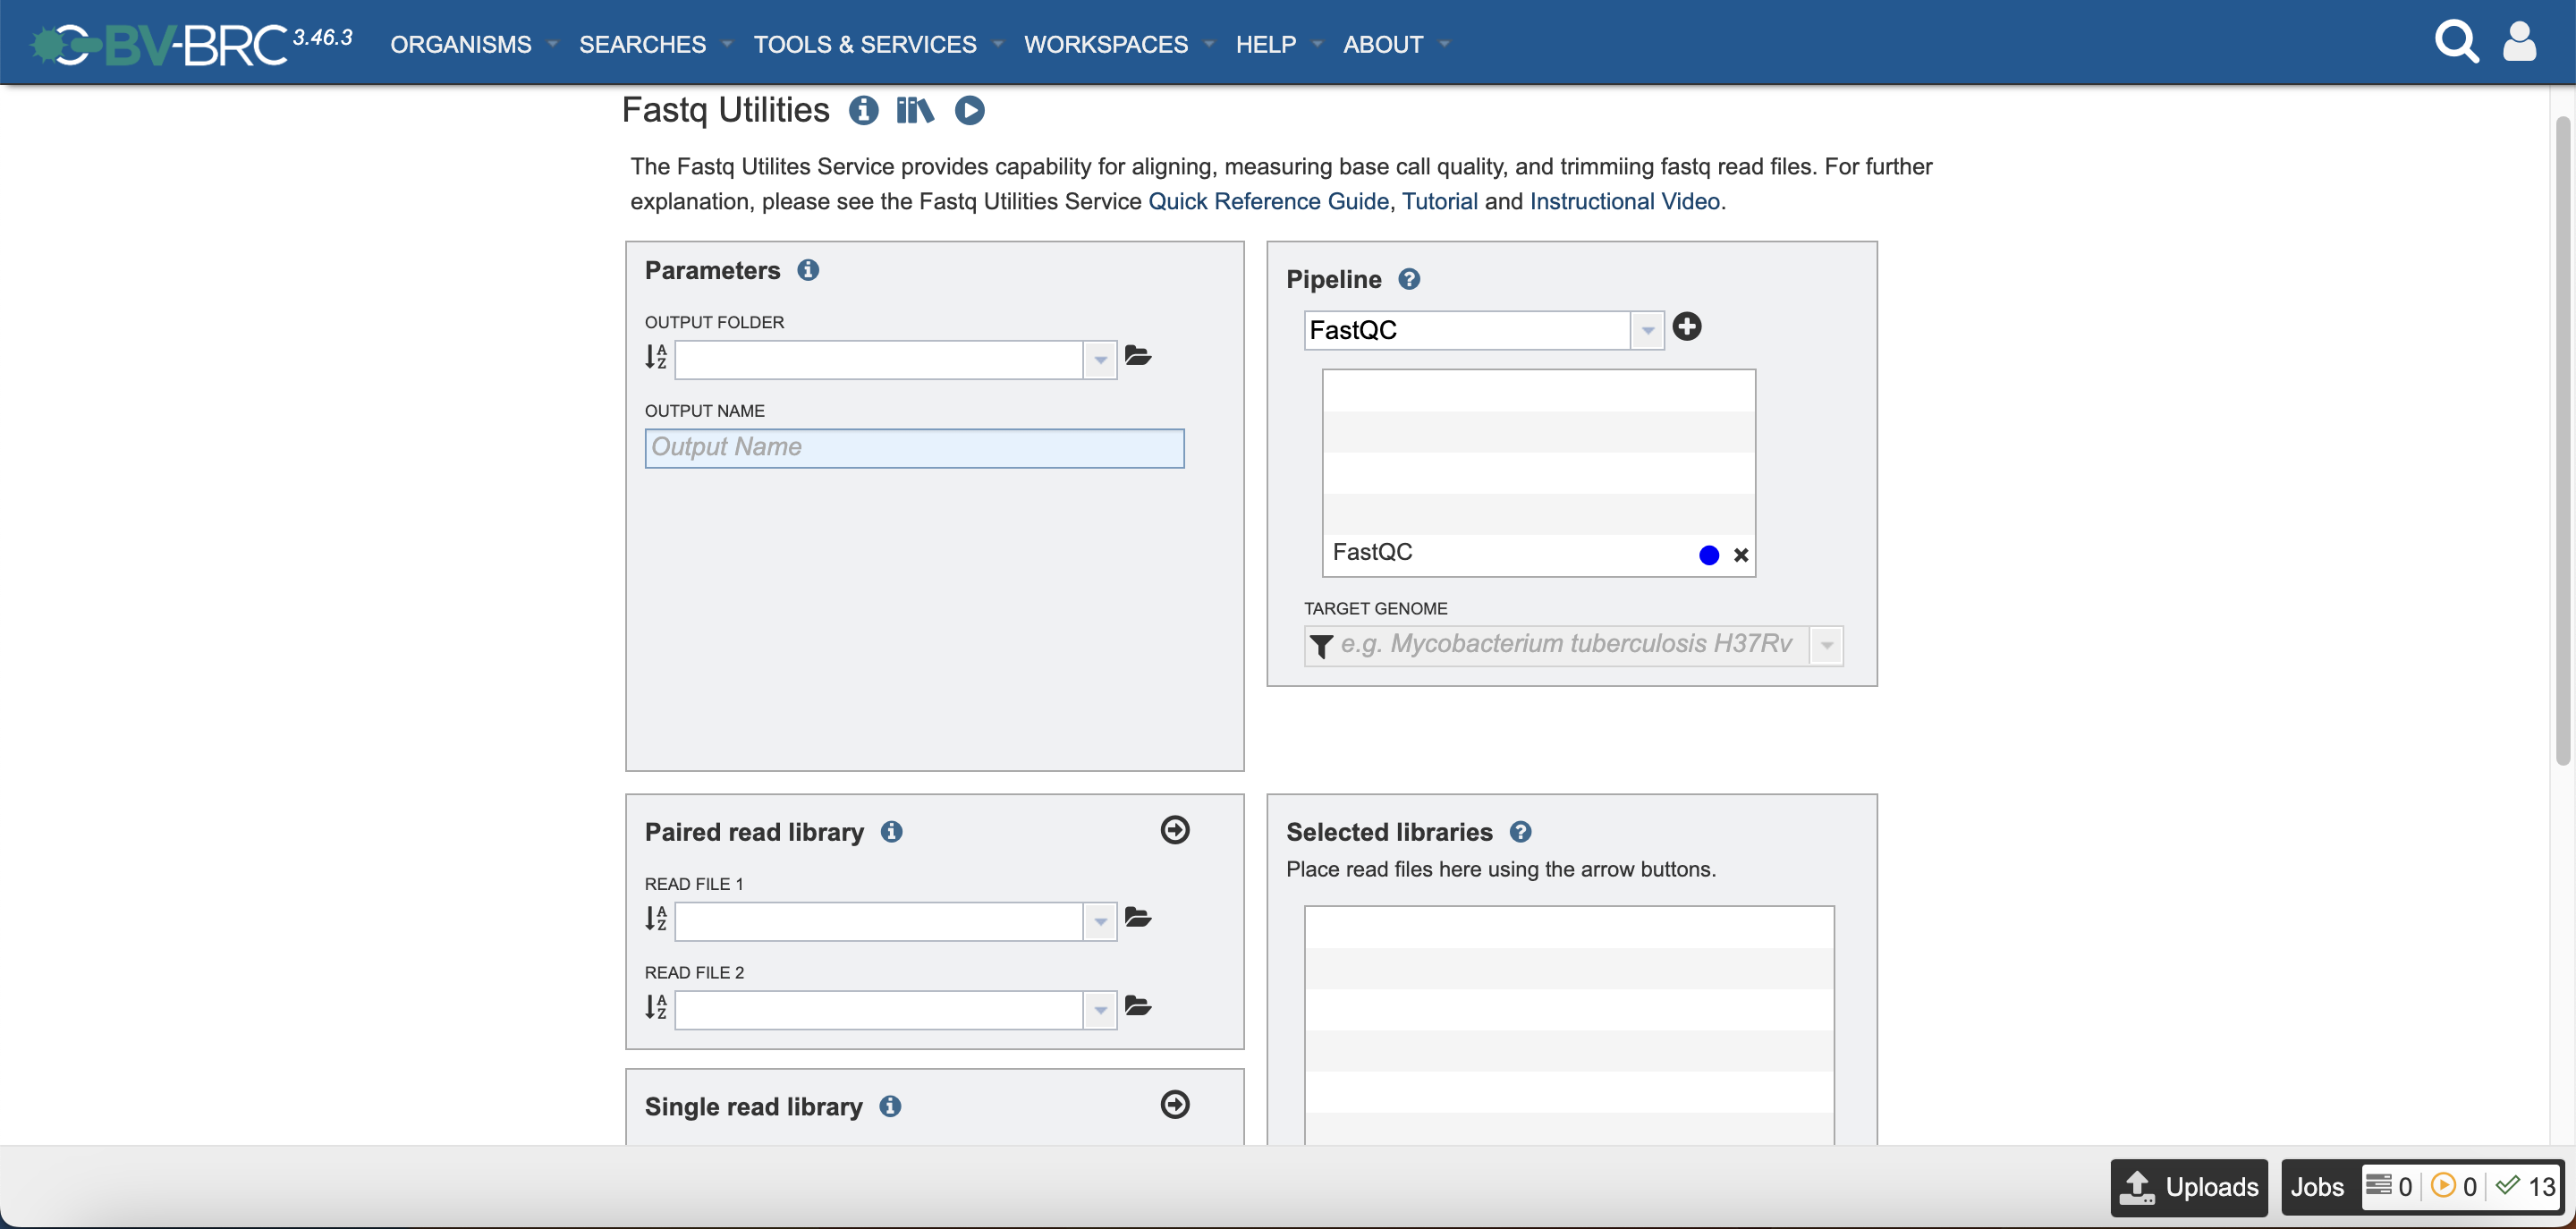 BV-BRC 3.46.3 ORGANISMS SEARCHES TOOLS & SERVICES WORKSPACES HELP ABOUT
Fastq Utilities
The Fastq Utilites Service provides capability for aligning, measuring base call quality, and trimmiing fastq read files. For further
explanation, please see the Fastq Utilities Service Quick Reference Guide, Tutorial and Instructional Video.
Parameters
OUTPUT FOLDER
OUTPUT NAME
Output Name
Pipeline
FastQC
FastQC
TARGET GENOME
e.g. Mycobacterium tuberculosis H37Rv
Paired read library
READ FILE 1
READ FILE 2
Selected libraries
Place read files here using the arrow buttons.
Single read library
Uploads Jobs 0 0 13